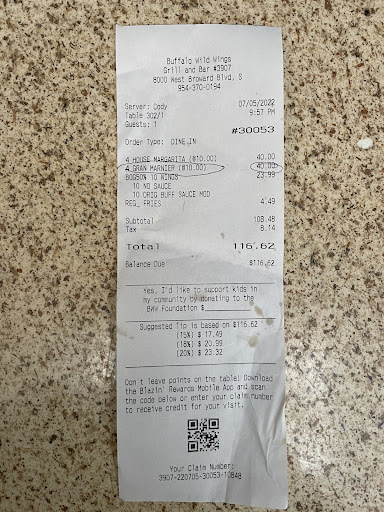 Buffalo Wild Wings
Grill and Bar #3907
8000 West Broward Blvd, S
954-370-0194
Server: Cody 07/05/2022
Table 302/1 9:57 PM
Guests: 1
#30053
Order Type: DINE IN
4 HOUSE MARGARITA (@10.00) 40.00
4 GRAN MARNIER (@10.00) 40.00
BOG50% 10 WINGS 23.99
10 NO SAUCE
10 ORIG BUFF SAUCE MOD
REG FRIES 4.49
Subtotal 108.48
Tax 8.14
Total 116.62
Balance Due $116.62
Yes, I'd like to support kids in
my community by donating to the
BWW Foundation $
Suggested Tip is based on $116.62
(15%) $ 17.49
(18%) $ 20.99
(20%) $ 23.32
Don't leave points on the table! Download
the Blazin' Rewards Mobile App and scan
the code below or enter your claim number
to receive credit for your visit.
Your Claim Number:
3907-220705-30053-10848